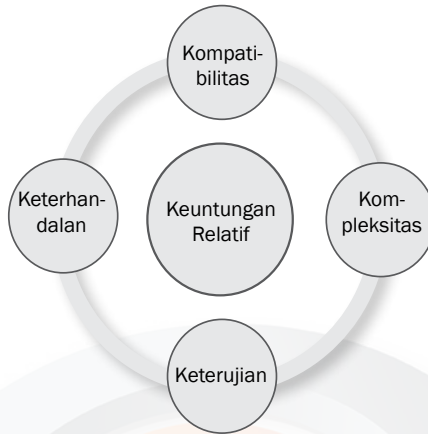 Kompati-
bilitas
Keterhan-
dalan
Keuntungan
Relatif
Kom-
pleksitas
Keterujian